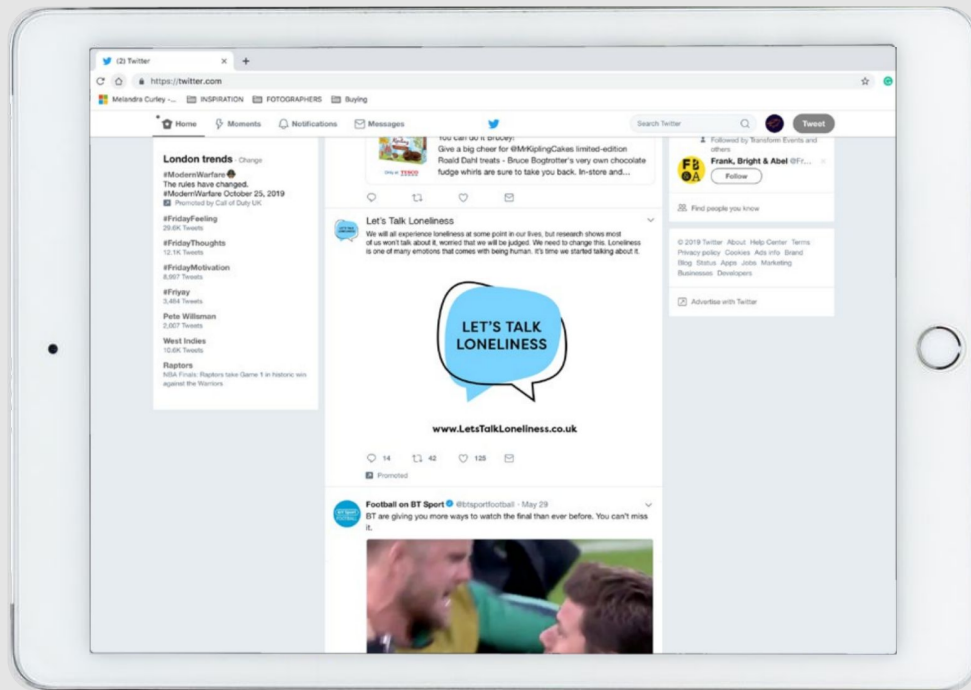 (2) Twitter
https://twitter.com
Melandra Curley -... INSPIRATION FOTOGRAPHERS Buying
Home Moments Notifications Messages Search Twitter Tweet
London trends · Change
#ModernWarfare
The rules have changed.
#ModernWarfare October 25, 2019
Promoted by Call of Duty UK
#FridayFeeling
29.6K Tweets
#FridayThoughts
12.1K Tweets
#FridayMotivation
8,997 Tweets
#Friyay
3,484 Tweets
Pete Willsman
2,607 Tweets
West Indies
10.6K Tweets
Raptors
NBA Finals: Raptors take Game 1 in historic win
against the Warriors
You can do it Brucey!
Give a big cheer for @MrKiplingCakes limited-edition
Roald Dahl treats - Bruce Bogtrotter's very own chocolate
fudge whirls are sure to take you back. In-store and...
TESCO
Let's Talk Loneliness
We will all experience loneliness at some point in our lives, but research shows most
of us won't talk about it, worried that we will be judged. We need to change this. Loneliness
is one of many emotions that comes with being human. it's time we started talking about it.
LET'S TALK
LONELINESS
www.LetsTalkLoneliness.co.uk
14 42 125
Promoted
Football on BT Sport @btsportfootball · May 29
BT are giving you more ways to watch the final than ever before. You can't miss
it.
Followed by Transform Events and
others
FB
&A
Frank, Bright & Abel @Fr...
Follow
Find people you know
© 2019 Twitter About Help Center Terms
Privacy policy Cookies Ads info Brand
Blog Status Apps Jobs Marketing
Businesses Developers
Advertise with Twitter